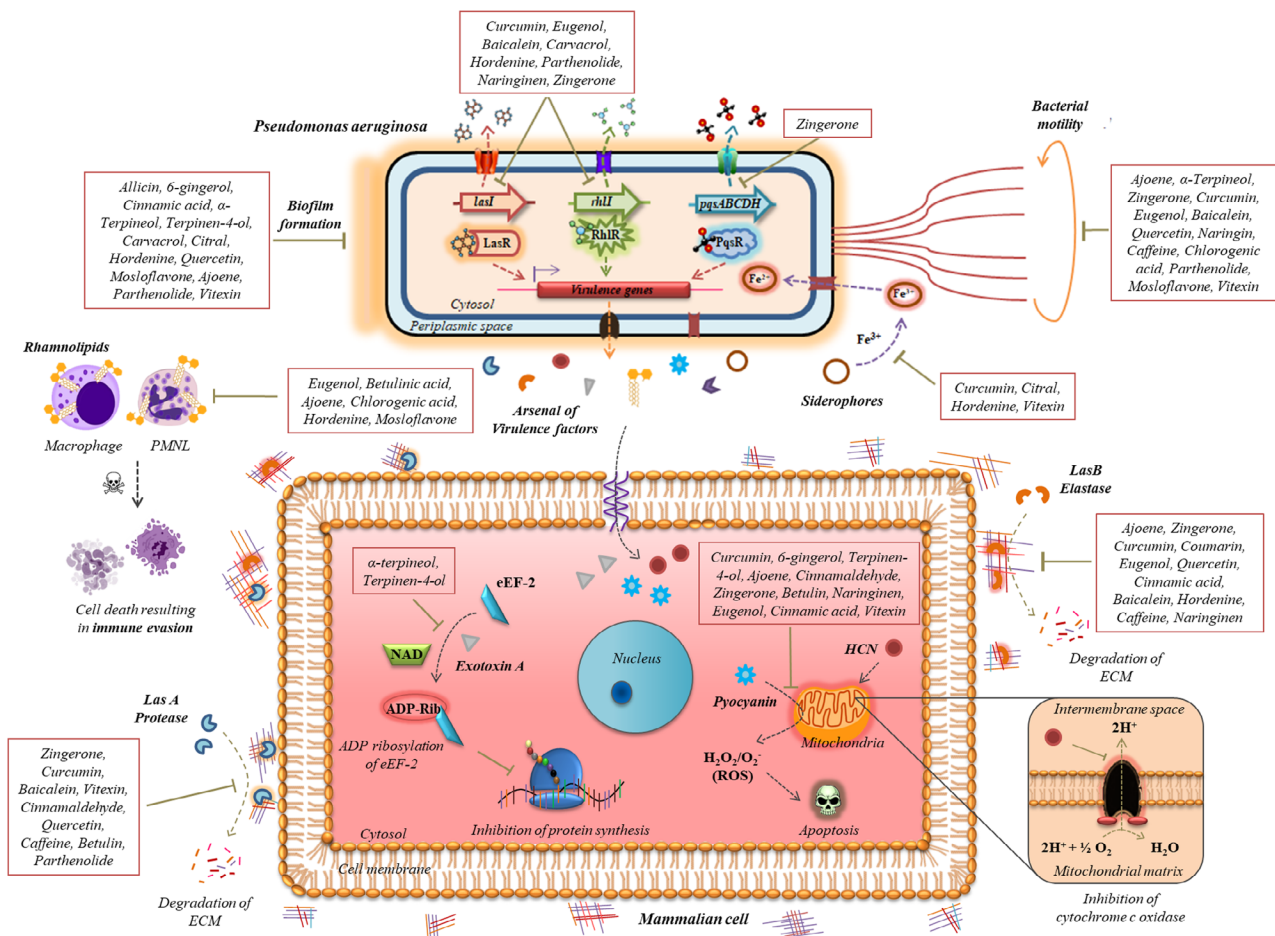 Curcumin, Eugenol,
Baicalein, Carvacrol,
Hordenine, Parthenolide,
Naringinen, Zingerone
Pseudomonas aeruginosa
Zingerone
Bacterial
motility
Allicin, 6-gingerol,
Cinnamic acid, α-
Terpineol, Terpinen-4-ol,
Carvacrol, Citral,
Hordenine, Quercetin,
Mosloflavone, Ajoene,
Parthenolide, Vitexin
Biofilm
formation
lasI
rhlI
pqsABCDH
LasR
RhlR
PqsR
Virulence genes
Cytosol
Periplasmic space
Fe2-
Fe3-
Fe3+
Ajoene, α-Terpineol,
Zingerone, Curcumin,
Eugenol, Baicalein,
Quercetin, Naringin,
Caffeine, Chlorogenic
acid, Parthenolide,
Mosloflavone, Vitexin
Rhamnolipids
Macrophage
PMNL
Eugenol, Betulinic acid,
Ajoene, Chlorogenic acid,
Hordenine, Mosloflavone
Arsenal of
Virulence factors
Siderophores
Curcumin, Citral,
Hordenine, Vitexin
Cell death resulting
in immune evasion
LasB
Elastase
Ajoene, Zingerone,
Curcumin, Coumarin,
Eugenol, Quercetin,
Cinnamic acid,
Baicalein, Hordenine,
Caffeine, Naringinen
Degradation of
ECM
α-terpineol,
Terpinen-4-ol
eEF-2
NAD
Exotoxin A
ADP-Rib
ADP ribosylation
of eEF-2
Inhibition of protein synthesis
Nucleus
Curcumin, 6-gingerol, Terpinen-
4-ol, Ajoene, Cinnamaldehyde,
Zingerone, Betulin, Naringinen,
Eugenol, Cinnamic acid, Vitexin
HCN
Pyocyanin
Mitochondria
H2O2/O2-
(ROS)
Apoptosis
Cytosol
Cell membrane
Mammalian cell
Las A
Protease
Zingerone,
Curcumin,
Baicalein, Vitexin,
Cinnamaldehyde,
Quercetin,
Caffeine, Betulin,
Parthenolide
Degradation of
ECM
Intermembrane space
2H+
2H+ + ½ O2
H2O
Mitochondrial matrix
Inhibition of
cytochrome c oxidase